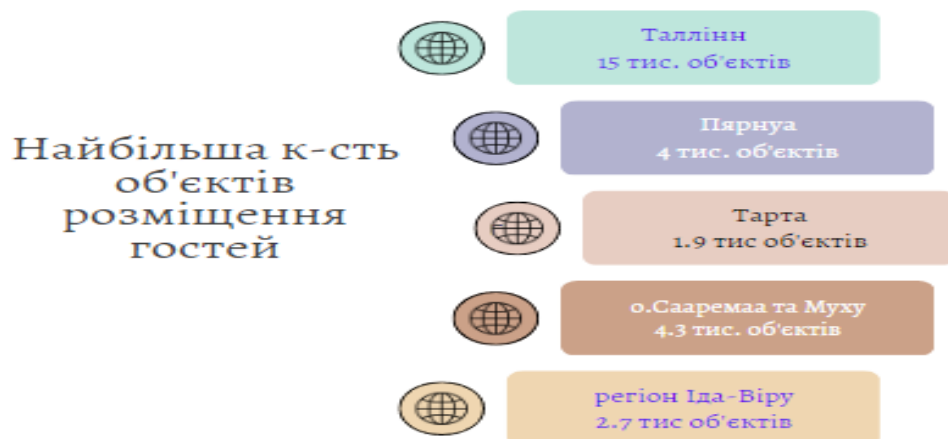 Найбільша к-сть
об'єктів
розміщення
гостей
Таллінн
15 тис. об'єктів
Пярнуа
4 тис. об'єктів
Тарта
1.9 тис об'єктів
о.Сааремаа та Муху
4.3 тис. об'єктів
регіон Іда-Віру
2.7 тис об'єктів